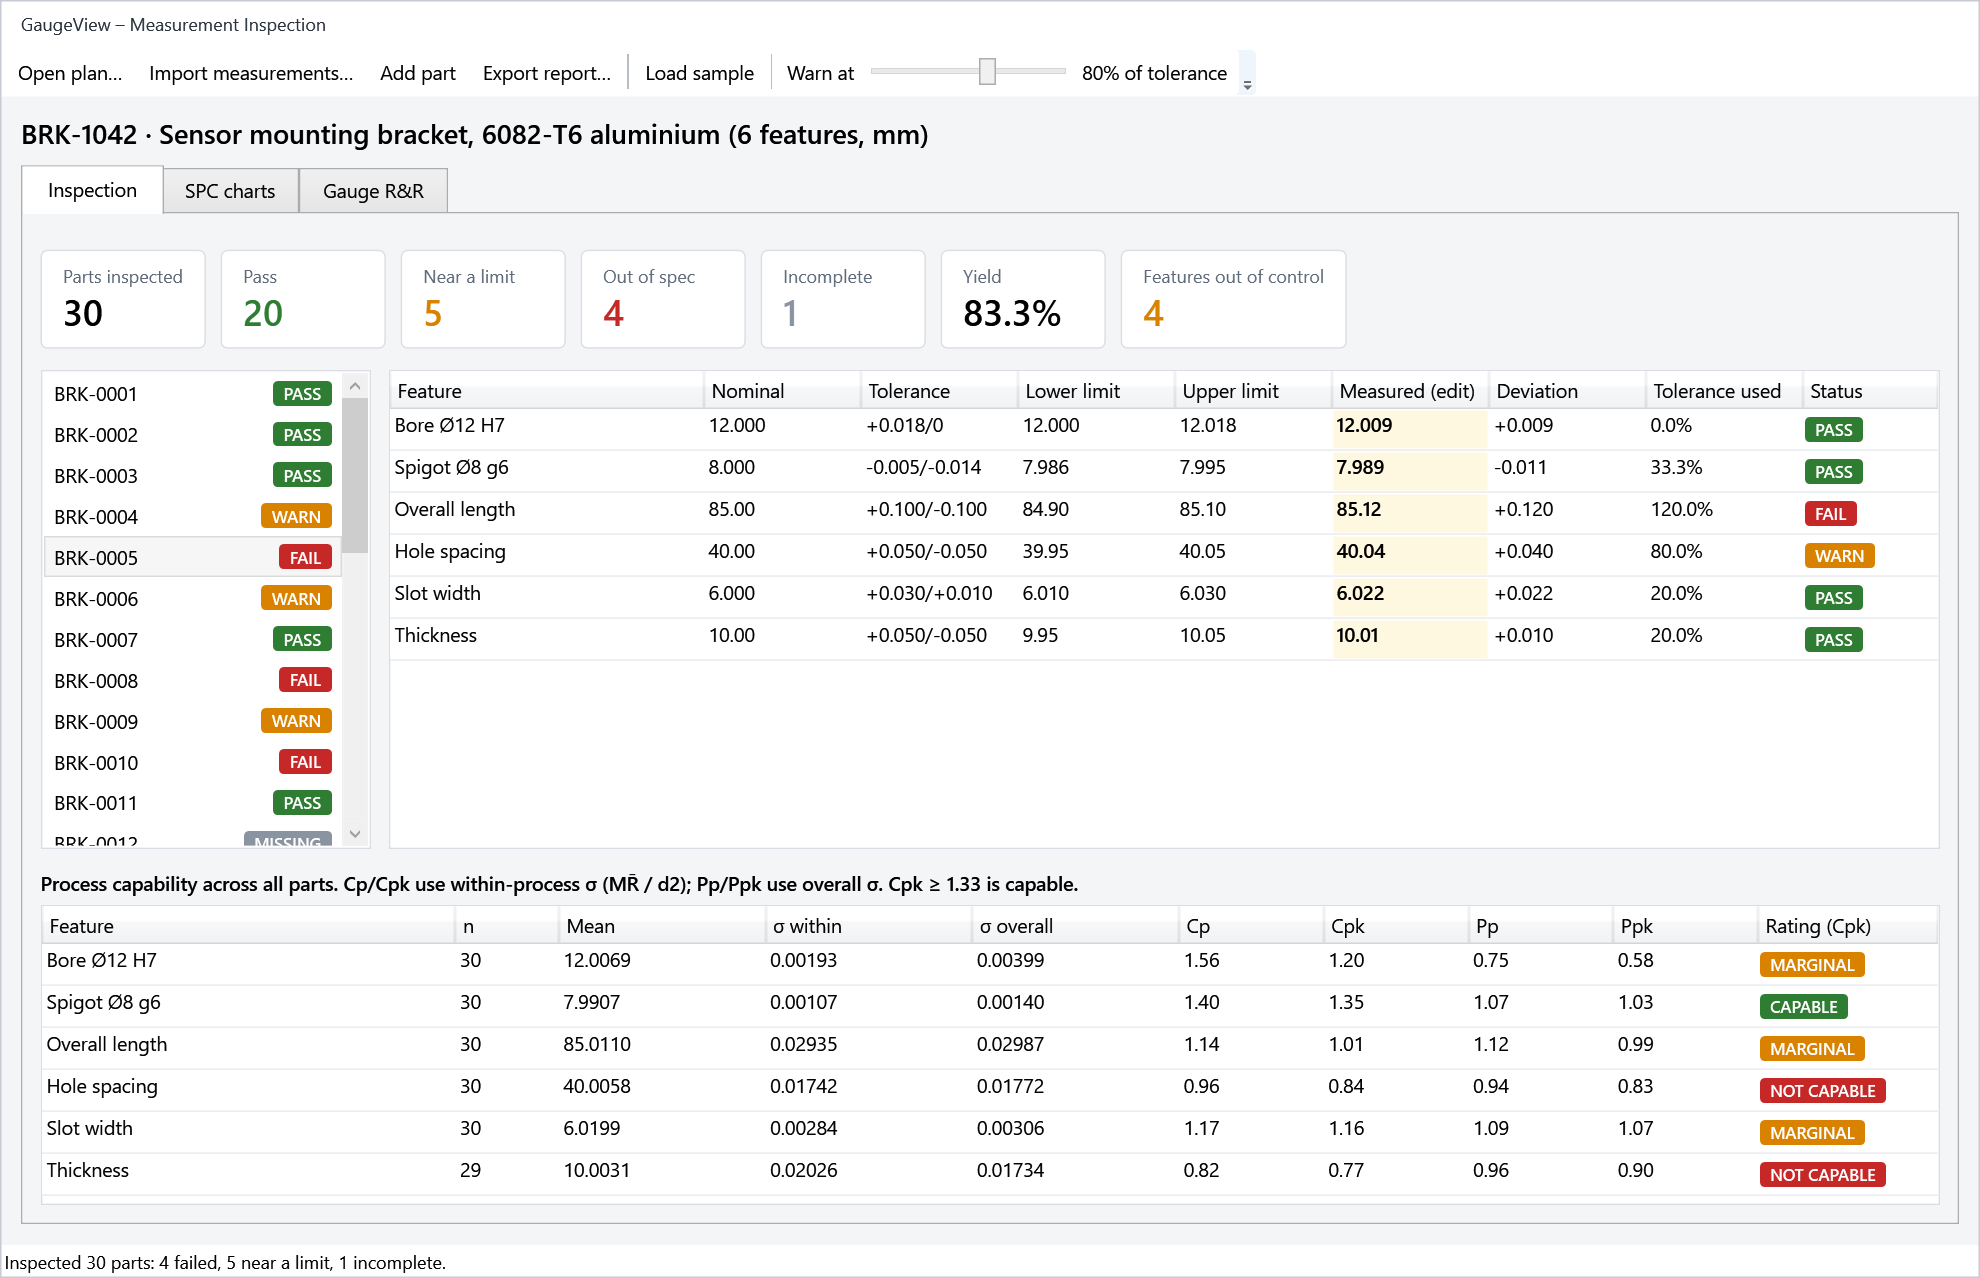 GaugeView – Measurement Inspection
Open plan... Import measurements... Add part Export report... Load sample Warn at 80% of tolerance
BRK-1042 · Sensor mounting bracket, 6082-T6 aluminium (6 features, mm)
Inspection SPC charts Gauge R&R
Parts inspected Pass Near a limit Out of spec Incomplete Yield Features out of control
30 20 5 4 1 83.3% 4
BRK-0001 PASS
BRK-0002 PASS
BRK-0003 PASS
BRK-0004 WARN
BRK-0005 FAIL
BRK-0006 WARN
BRK-0007 PASS
BRK-0008 FAIL
BRK-0009 WARN
BRK-0010 FAIL
BRK-0011 PASS
BRK-0012 MISSING
Feature Nominal Tolerance Lower limit Upper limit Measured (edit) Deviation Tolerance used Status
Bore Ø12 H7 12.000 +0.018/0 12.000 12.018 12.009 +0.009 0.0% PASS
Spigot Ø8 g6 8.000 -0.005/-0.014 7.986 7.995 7.989 -0.011 33.3% PASS
Overall length 85.00 +0.100/-0.100 84.90 85.10 85.12 +0.120 120.0% FAIL
Hole spacing 40.00 +0.050/-0.050 39.95 40.05 40.04 +0.040 80.0% WARN
Slot width 6.000 +0.030/+0.010 6.010 6.030 6.022 +0.022 20.0% PASS
Thickness 10.00 +0.050/-0.050 9.95 10.05 10.01 +0.010 20.0% PASS
Process capability across all parts. Cp/Cpk use within-process σ (MR̄ / d2); Pp/Ppk use overall σ. Cpk ≥ 1.33 is capable.
Feature n Mean σ within σ overall Cp Cpk Pp Ppk Rating (Cpk)
Bore Ø12 H7 30 12.0069 0.00193 0.00399 1.56 1.20 0.75 0.58 MARGINAL
Spigot Ø8 g6 30 7.9907 0.00107 0.00140 1.40 1.35 1.07 1.03 CAPABLE
Overall length 30 85.0110 0.02935 0.02987 1.14 1.01 1.12 0.99 MARGINAL
Hole spacing 30 40.0058 0.01742 0.01772 0.96 0.84 0.94 0.83 NOT CAPABLE
Slot width 30 6.0199 0.00284 0.00306 1.17 1.16 1.09 1.07 MARGINAL
Thickness 29 10.0031 0.02026 0.01734 0.82 0.77 0.96 0.90 NOT CAPABLE
Inspected 30 parts: 4 failed, 5 near a limit, 1 incomplete.